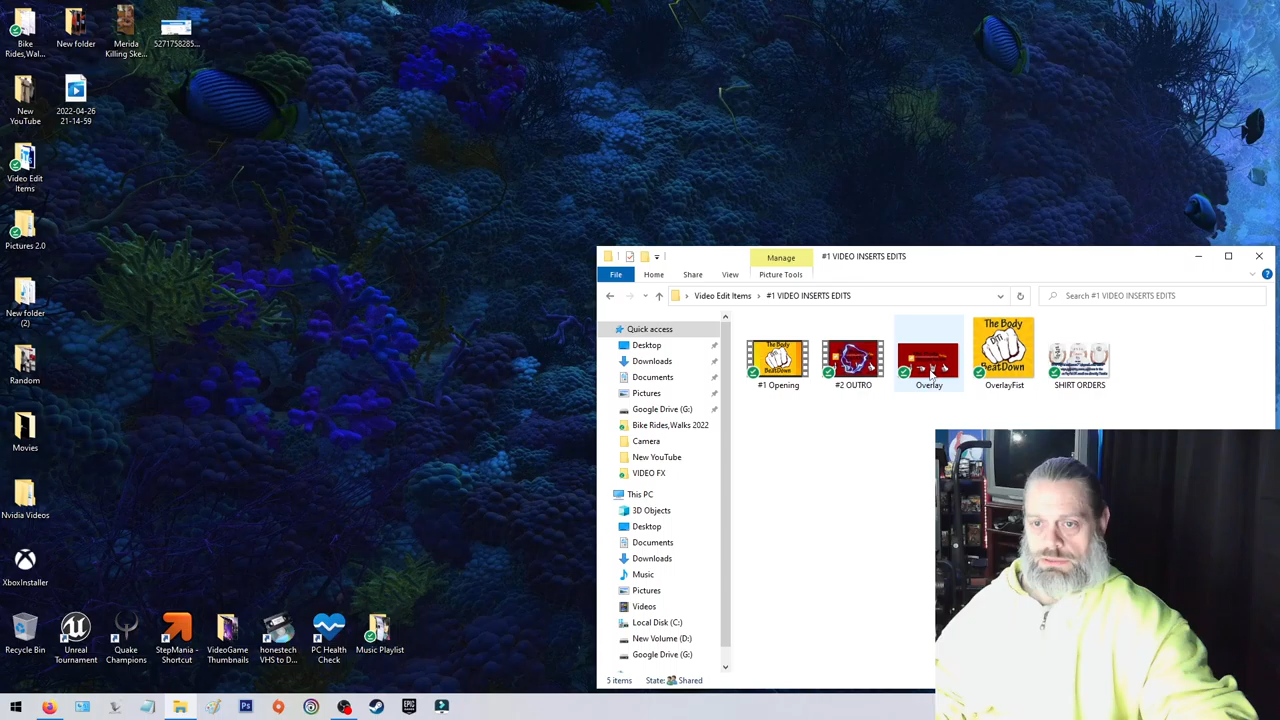 Bike
Rides,Wal...
New folder
Merida
Killing Ske...
5271758285...
New
YouTube
2022-04-26
21-14-59
Video Edit
Items
Pictures 2.0
New folder
(2)
Random
Movies
Nvidia Videos
XboxInstaller
Recycle Bin
Unreal
Tournament
Quake
Champions
StepMania -
Shortcut
VideoGame
Thumbnails
honestech
VHS to D...
PC Health
Check
Music Playlist
Manage
#1 VIDEO INSERTS EDITS
File
Home
Share
View
Picture Tools
Video Edit Items
#1 VIDEO INSERTS EDITS
Search #1 VIDEO INSERTS EDITS
Quick access
Desktop
Downloads
Documents
Pictures
Google Drive (G:)
Bike Rides,Walks 2022
Camera
New YouTube
VIDEO FX
This PC
3D Objects
Desktop
Documents
Downloads
Music
Pictures
Videos
Local Disk (C:)
New Volume (D:)
Google Drive (G:)
#1 Opening
#2 OUTRO
Overlay
The Body
BeatDown
OverlayFist
SHIRT ORDERS
5 items
State:
Shared
Ps
EPIC